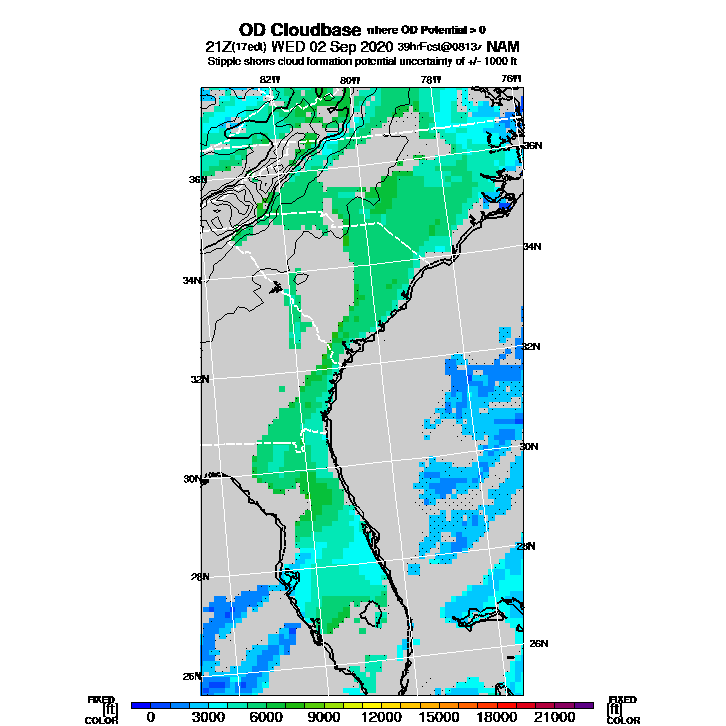 OD Cloudbase where OD Potential > 0
21Z(17edt) WED 02 Sep 2020 39hrFcst@0813z NAM
Stipple shows cloud formation potential uncertainty of +/- 1000 ft
82W 80W 78W 76W
36N
36N
34N
34N
32N
32N
30N
30N
28N
28N
26N
26N
FIXED FIXED
[ft] [ft]
COLOR 0 3000 6000 9000 12000 15000 18000 21000 COLOR